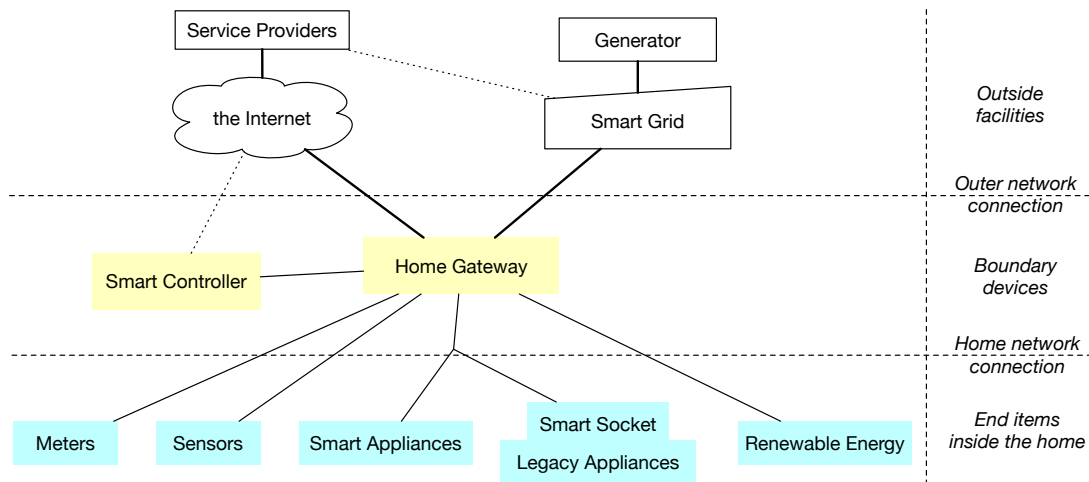 Service Providers
Generator
the Internet
Smart Grid
Outside
facilities
Outer network
connection
Smart Controller
Home Gateway
Boundary
devices
Home network
connection
Meters
Sensors
Smart Appliances
Smart Socket
Legacy Appliances
Renewable Energy
End items
inside the home